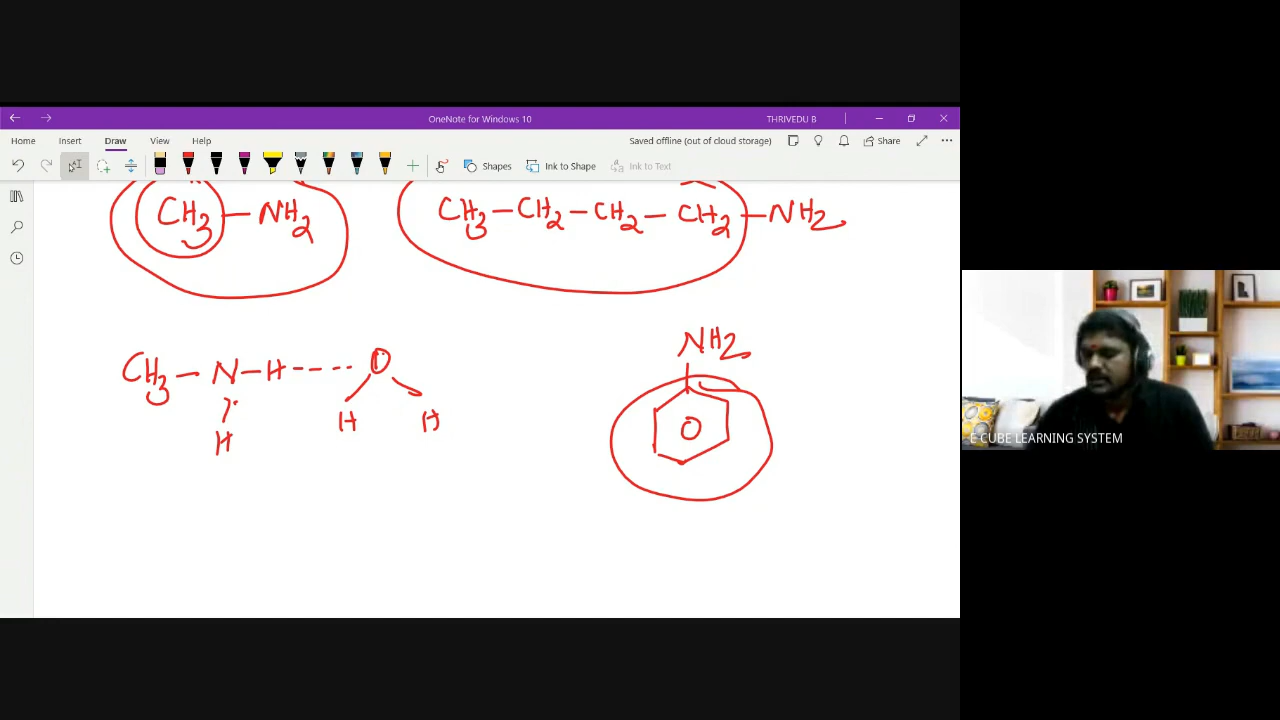 OneNote for Windows 10
THRIVEDU B
Home Insert Draw View Help
Saved offline (out of cloud storage)
Share
Shapes
Ink to Shape
Ink to Text
CH3 — NH2
CH3 — CH2 — CH2 — CH2 — NH2
NH2
CH3 — N — H ---- O
H H H
O
E CUBE LEARNING SYSTEM